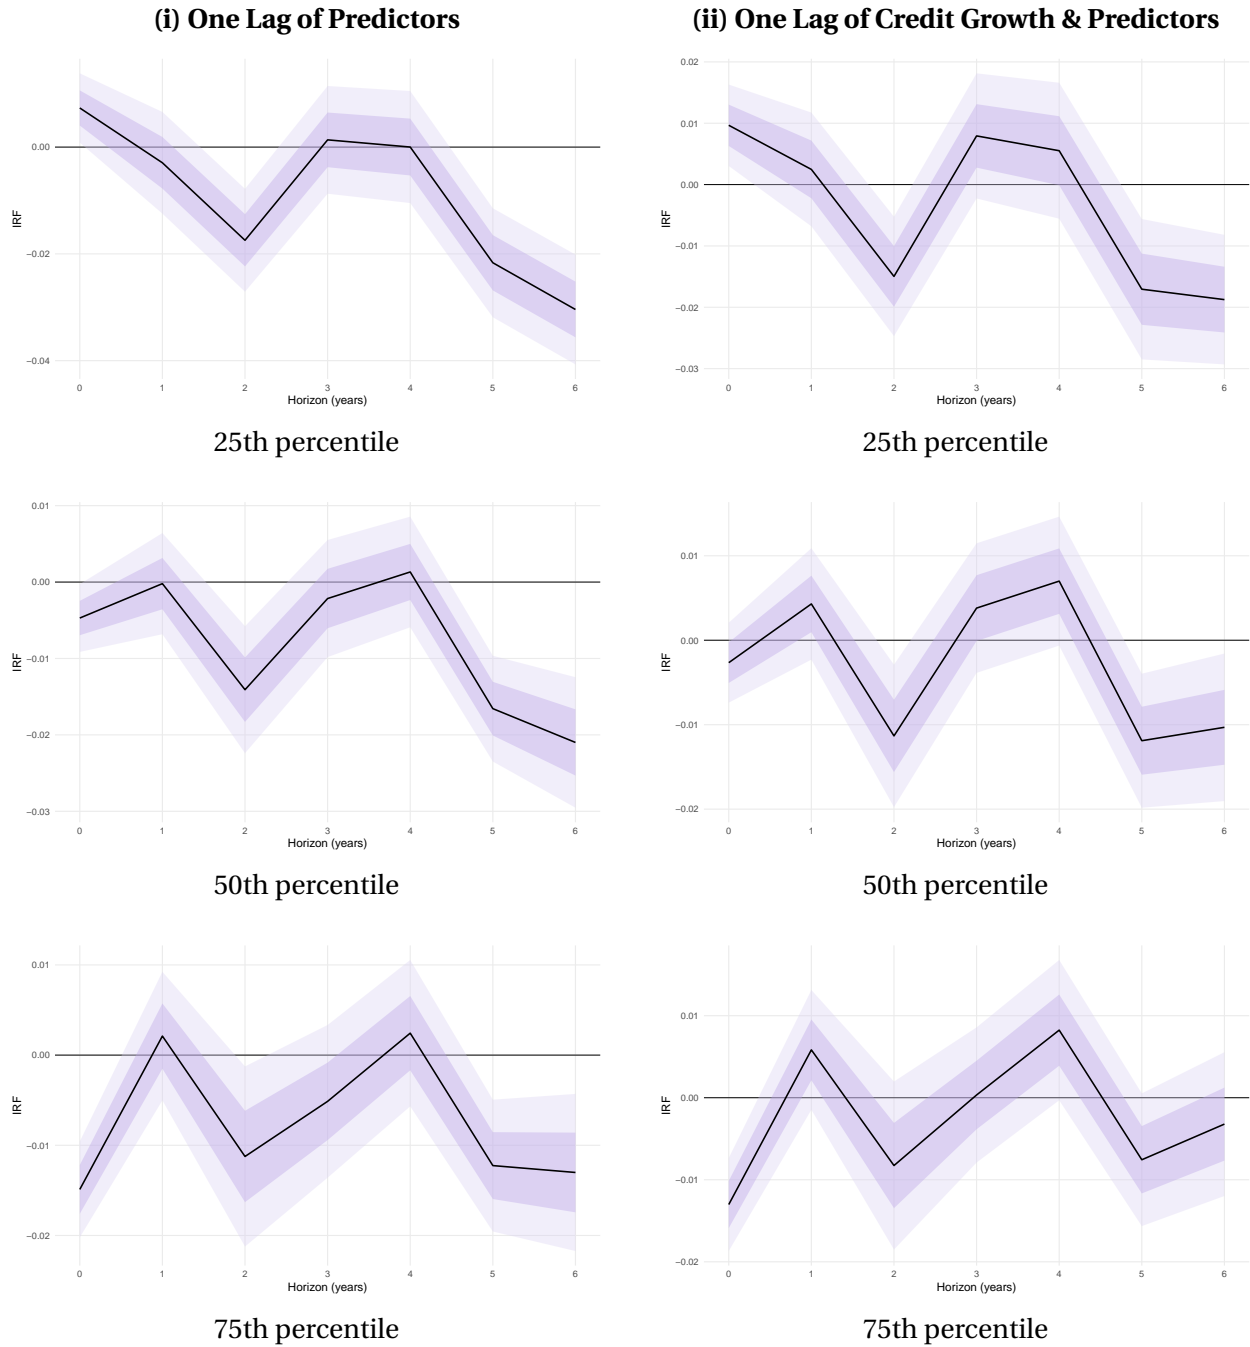 (i) One Lag of Predictors
(ii) One Lag of Credit Growth & Predictors
0.00
−0.02
−0.04
IRF
0 1 2 3 4 5 6
Horizon (years)
25th percentile
0.02
0.01
0.00
−0.01
−0.02
−0.03
IRF
0 1 2 3 4 5 6
Horizon (years)
25th percentile
0.01
0.00
−0.01
−0.02
−0.03
IRF
0 1 2 3 4 5 6
Horizon (years)
50th percentile
0.01
0.00
−0.01
−0.02
IRF
0 1 2 3 4 5 6
Horizon (years)
50th percentile
0.01
0.00
−0.01
−0.02
IRF
0 1 2 3 4 5 6
Horizon (years)
75th percentile
0.01
0.00
−0.01
−0.02
IRF
0 1 2 3 4 5 6
Horizon (years)
75th percentile